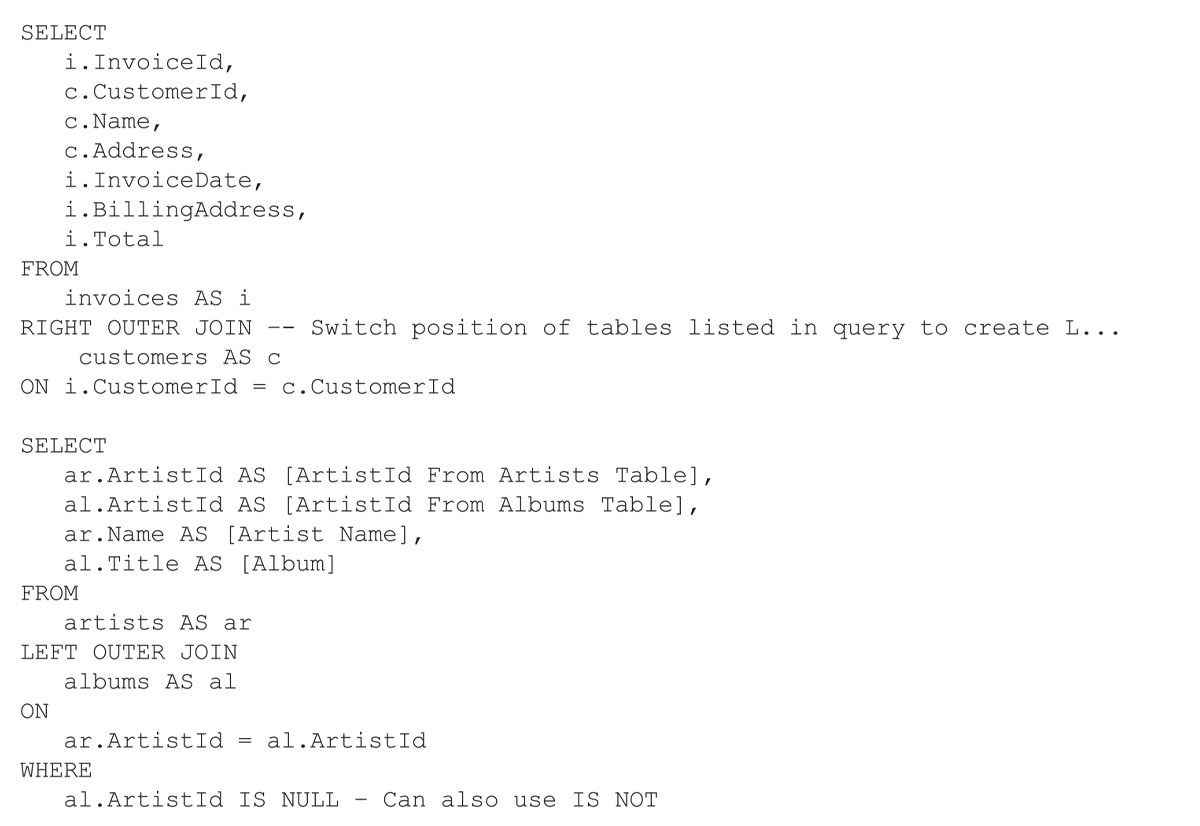 SELECT
i.InvoiceId,
c.CustomerId,
c.Name,
c.Address,
i.InvoiceDate,
i.BillingAddress,
i.Total
FROM
invoices AS i
RIGHT OUTER JOIN –- Switch position of tables listed in query to create L...
customers AS c
ON i.CustomerId = c.CustomerId

SELECT
ar.ArtistId AS [ArtistId From Artists Table],
al.ArtistId AS [ArtistId From Albums Table],
ar.Name AS [Artist Name],
al.Title AS [Album]
FROM
artists AS ar
LEFT OUTER JOIN
albums AS al
ON
ar.ArtistId = al.ArtistId
WHERE
al.ArtistId IS NULL – Can also use IS NOT